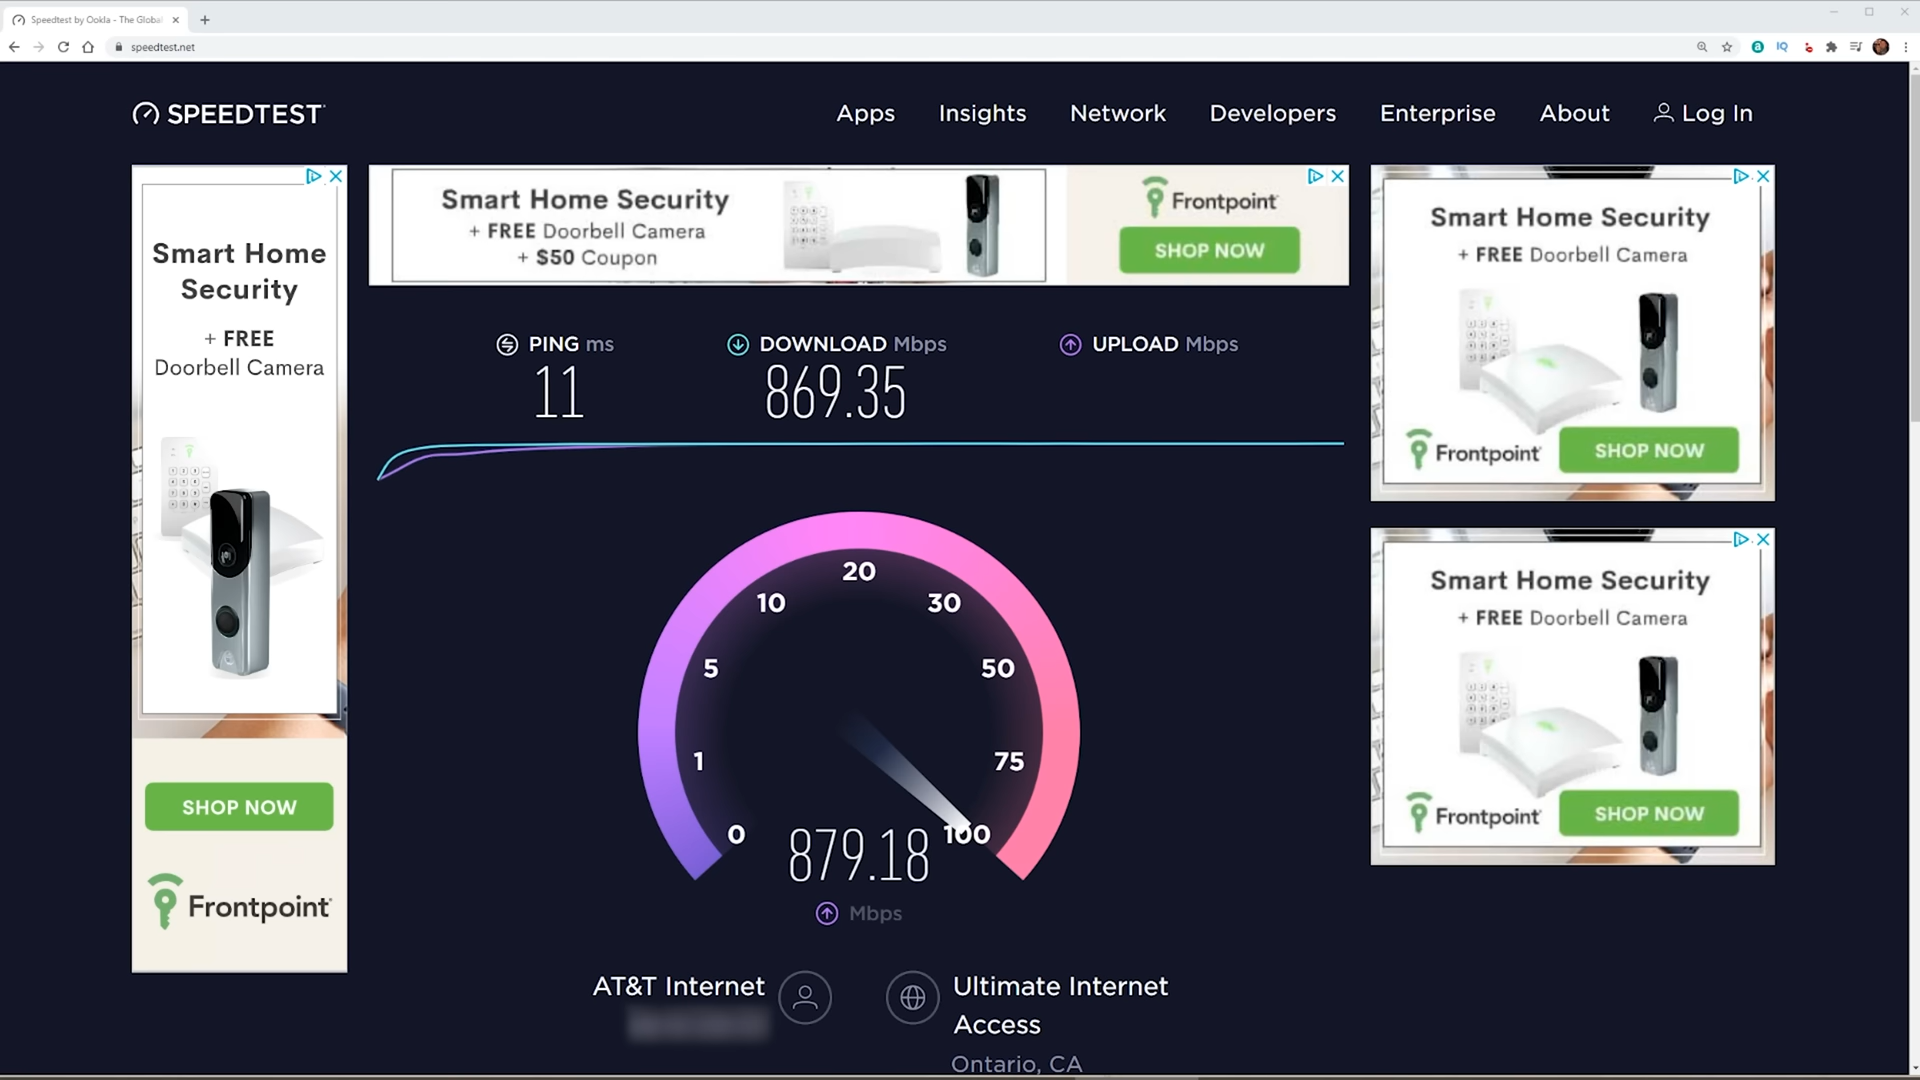 Speedtest by Ookla - The Global
speedtest.net
SPEEDTEST
Apps
Insights
Network
Developers
Enterprise
About
Log In
Smart Home
Security
+ FREE
Doorbell Camera
SHOP NOW
Frontpoint
Smart Home Security
+ FREE Doorbell Camera
+ $50 Coupon
Frontpoint
SHOP NOW
Smart Home Security
+ FREE Doorbell Camera
Frontpoint
SHOP NOW
PING ms
11
DOWNLOAD Mbps
869.35
UPLOAD Mbps
0
1
5
10
20
30
50
75
100
879.18
Mbps
Smart Home Security
+ FREE Doorbell Camera
Frontpoint
SHOP NOW
AT&T Internet
Ultimate Internet
Access
Ontario, CA